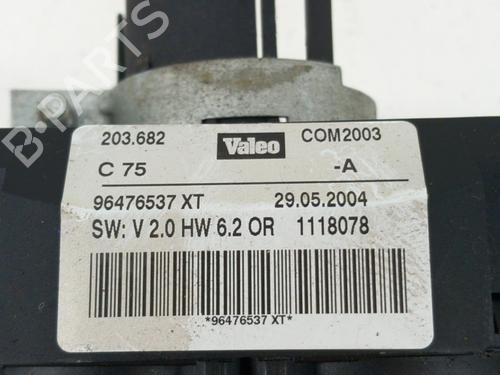 B-PARTS
203.682 Valeo COM2003
C 75 -A
96476537 XT 29.05.2004
SW: V 2.0 HW 6.2 OR 1118078
*96476537 XT*